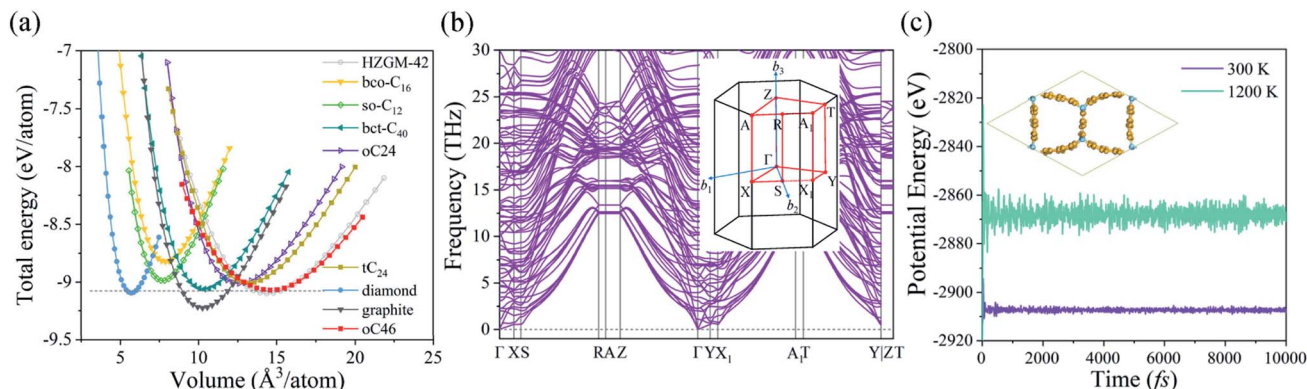 (a)
-7
-7.5
-8
-8.5
-9
-9.5
Total energy (eV/atom)
5 10 15 20 25
Volume (Å³/atom)
HZGM-42
bco-C₁₆
so-C₁₂
bct-C₄₀
oC24
tC₂₄
diamond
graphite
oC46
(b)
30
25
20
15
10
5
0
Frequency (THz)
Γ XS RAZ ΓYX₁ A₁T Y|ZT
b₃
Z
T
A
R
A₁
Γ
b₁
Y
X
S
X₁
b₂
(c)
-2800
-2820
-2840
-2860
-2880
-2900
-2920
Potential Energy (eV)
300 K
1200 K
0 2000 4000 6000 8000 10000
Time (fs)